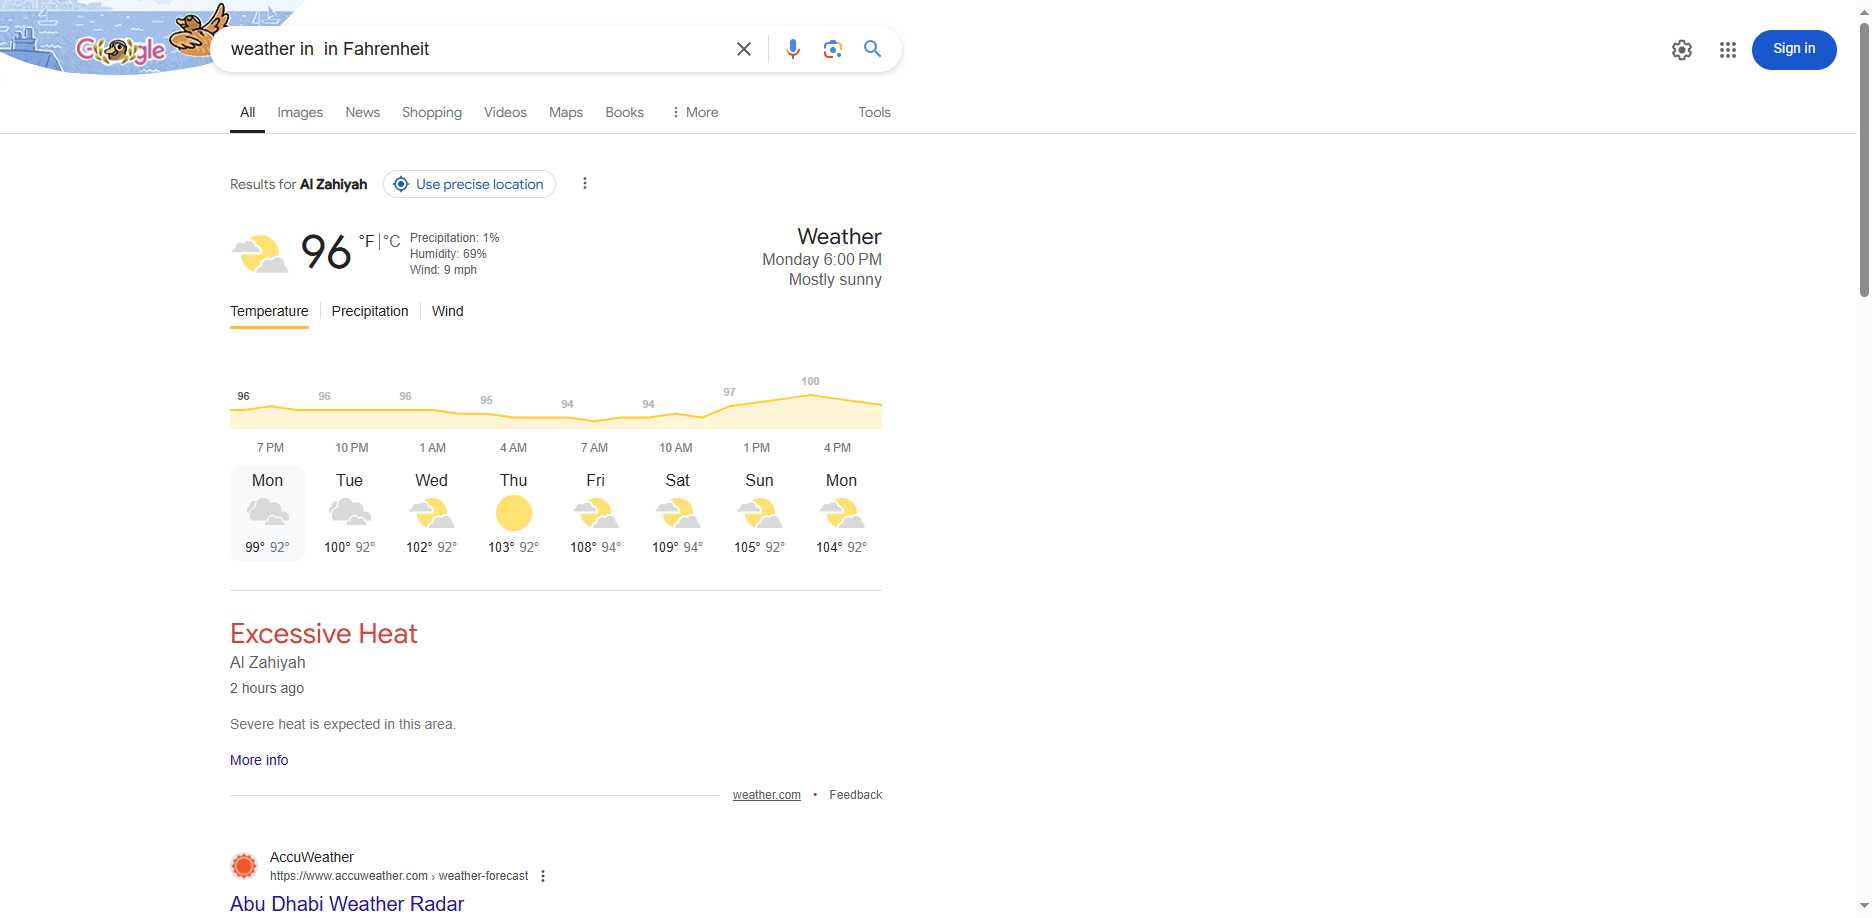 Google
weather in  in Fahrenheit
Sign in
All
Images
News
Shopping
Videos
Maps
Books
More
Tools
Results for Al Zahiyah
Use precise location
96 °F | °C
Precipitation: 1%
Humidity: 69%
Wind: 9 mph
Weather
Monday 6:00 PM
Mostly sunny
Temperature
Precipitation
Wind
96 96 96 95 94 94 97 100
7 PM 10 PM 1 AM 4 AM 7 AM 10 AM 1 PM 4 PM
Mon Tue Wed Thu Fri Sat Sun Mon
99° 92° 100° 92° 102° 92° 103° 92° 108° 94° 109° 94° 105° 92° 104° 92°
Excessive Heat
Al Zahiyah
2 hours ago
Severe heat is expected in this area.
More info
weather.com • Feedback
AccuWeather
https://www.accuweather.com › weather-forecast
Abu Dhabi Weather Radar